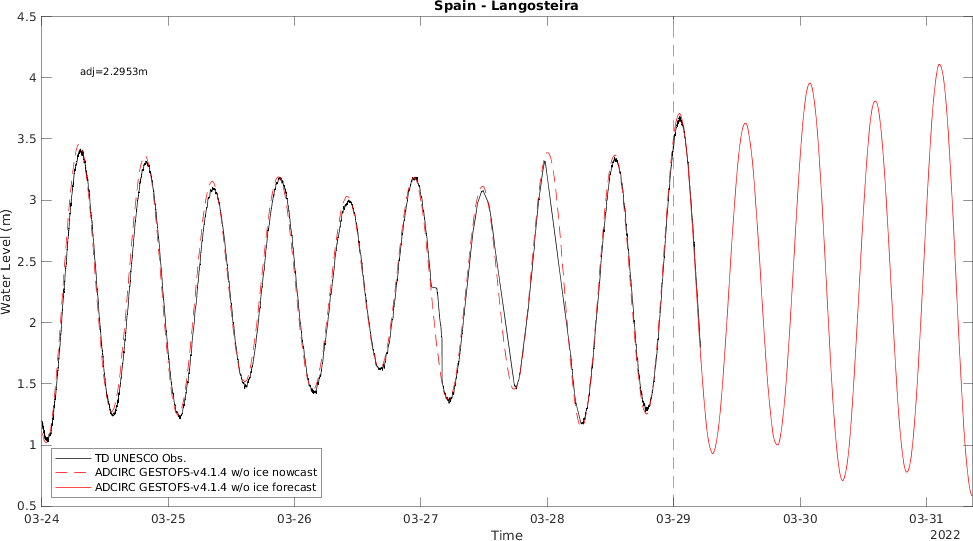 Spain - Langosteira
4.5
4
3.5
3
2.5
2
1.5
1
0.5
Water Level (m)
adj=2.2953m
TD UNESCO Obs.
ADCIRC GESTOFS-v4.1.4 w/o ice nowcast
ADCIRC GESTOFS-v4.1.4 w/o ice forecast
03-24 03-25 03-26 03-27 03-28 03-29 03-30 03-31
Time
2022